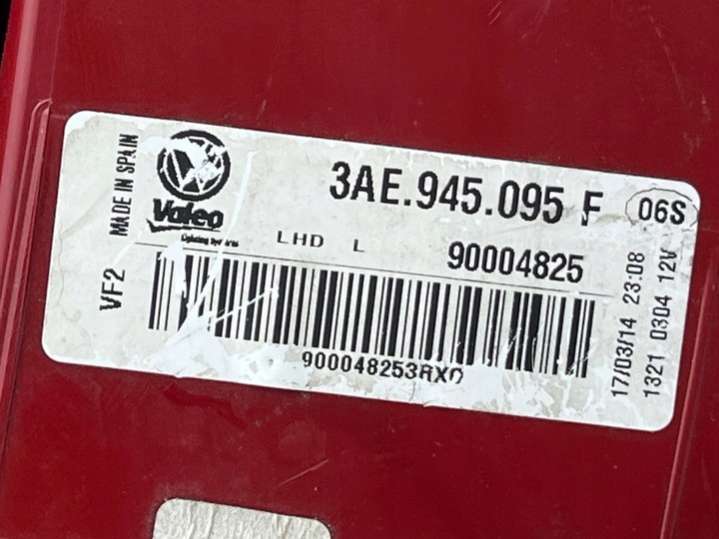 MADE IN SPAIN
VF2
Valeo
3AE.945.095 F
06S
LHD L
90004825
900048253RXO
17/03/14 23:08
1321 0304 12V